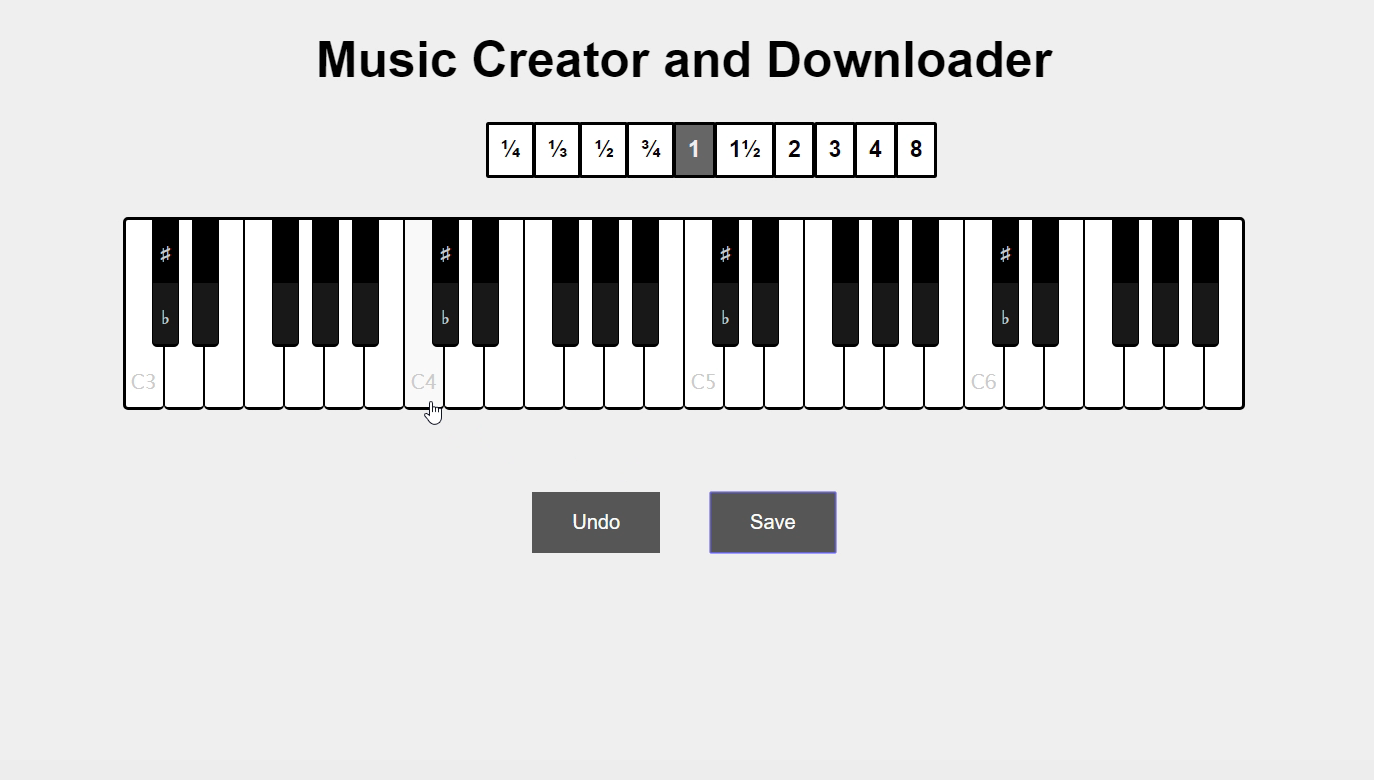 Music Creator and Downloader
¼ ⅓ ½ ¾ 1 1½ 2 3 4 8
♯ ♯ ♯ ♯
♭ ♭ ♭ ♭
C3 C4 C5 C6
Undo Save